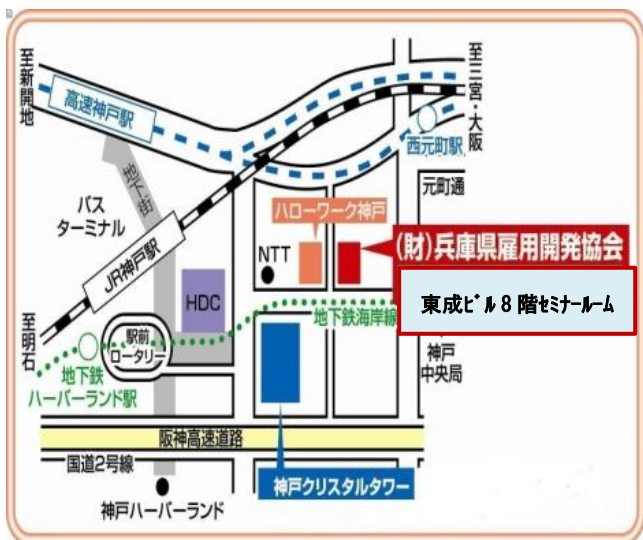 至新開地
高速神戸駅
至三宮・大阪
西元町駅
元町通
地下街
バス
ターミナル
JR神戸駅
ハローワーク神戸
NTT
(財)兵庫県雇用開発協会
東成ビル８階セミナールーム
HDC
地下鉄海岸線
至明石
駅前
ロータリー
地下鉄
ハーバーランド駅
神戸
中央局
阪神高速道路
国道2号線
神戸クリスタルタワー
神戸ハーバーランド